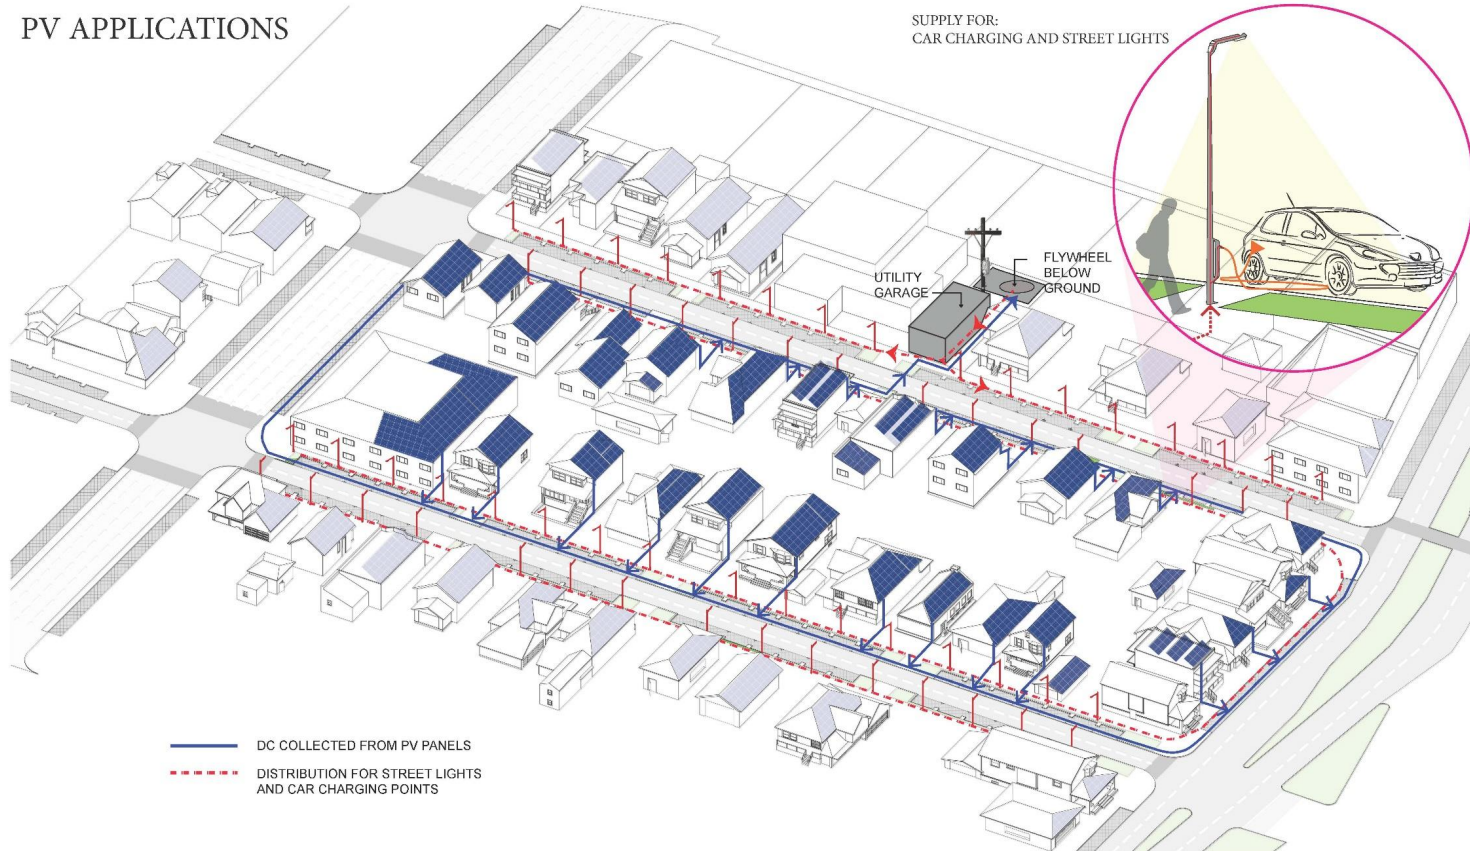 PV APPLICATIONS
SUPPLY FOR:
CAR CHARGING AND STREET LIGHTS
UTILITY
GARAGE
FLYWHEEL
BELOW
GROUND
DC COLLECTED FROM PV PANELS
DISTRIBUTION FOR STREET LIGHTS
AND CAR CHARGING POINTS